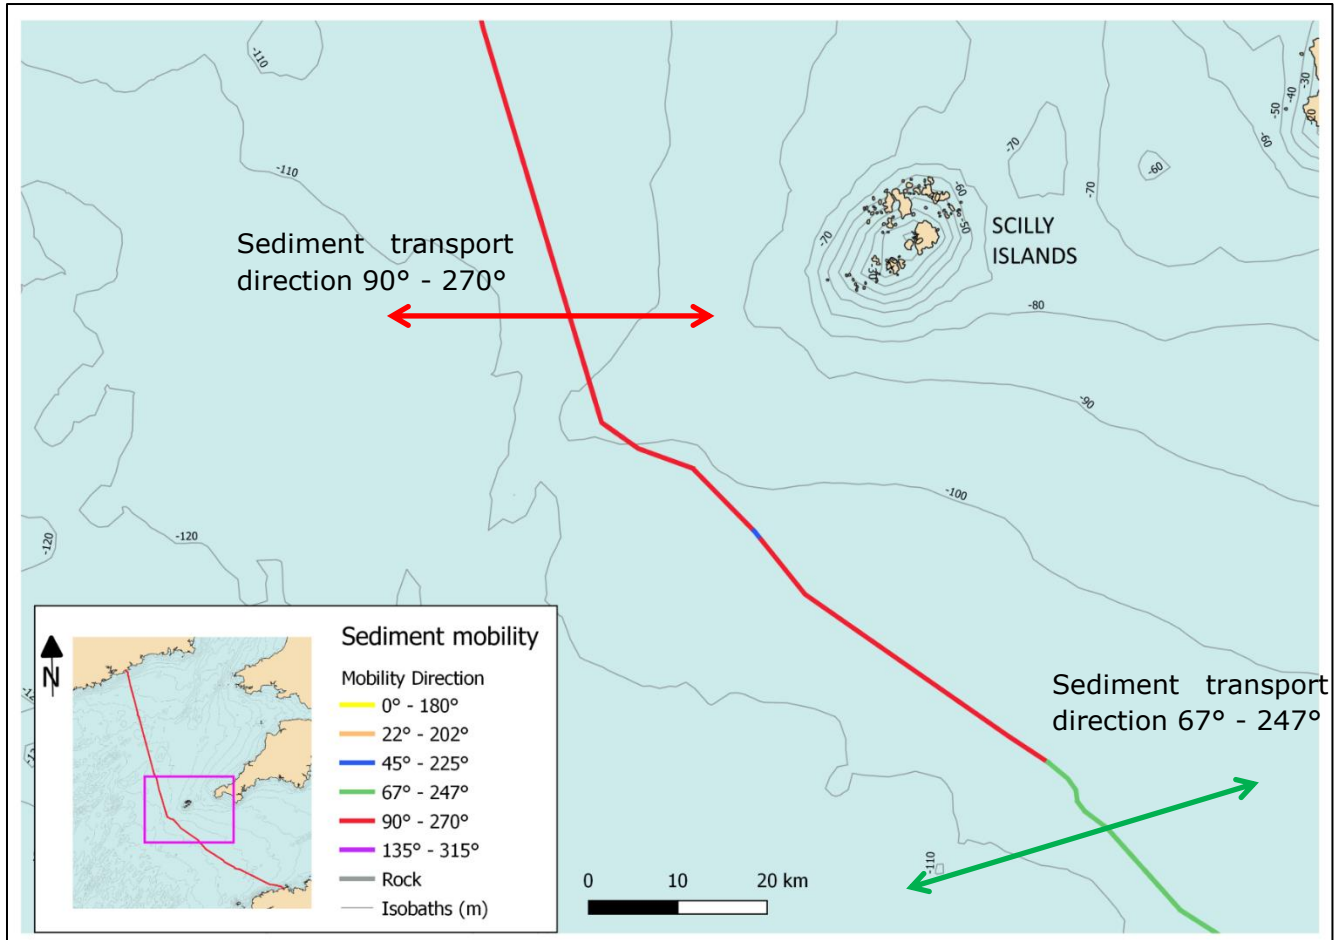 -110
-110
-30
-40
-50
-20
-60
-70
-60
-70
-60
-50
-70
-30
SCILLY
ISLANDS
Sediment transport
direction 90° - 270°
-80
-90
-100
-120
-120
Sediment mobility
N
Mobility Direction
0° - 180°
22° - 202°
45° - 225°
67° - 247°
90° - 270°
135° - 315°
Rock
Isobaths (m)
Sediment transport
direction 67° - 247°
-110
0 10 20 km